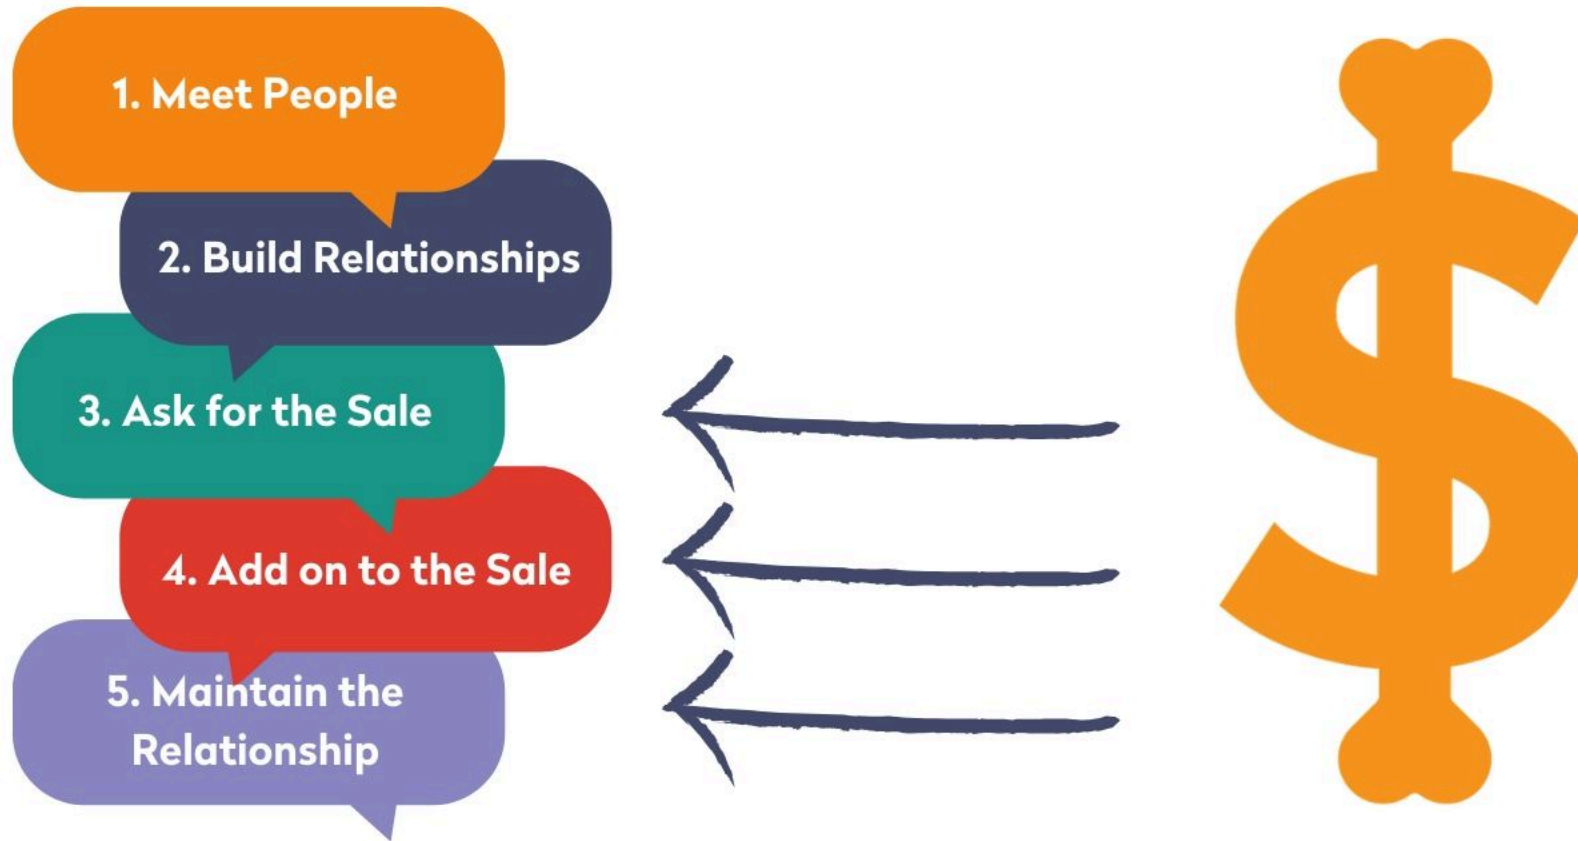 1. Meet People
2. Build Relationships
3. Ask for the Sale
4. Add on to the Sale
5. Maintain the
Relationship
$